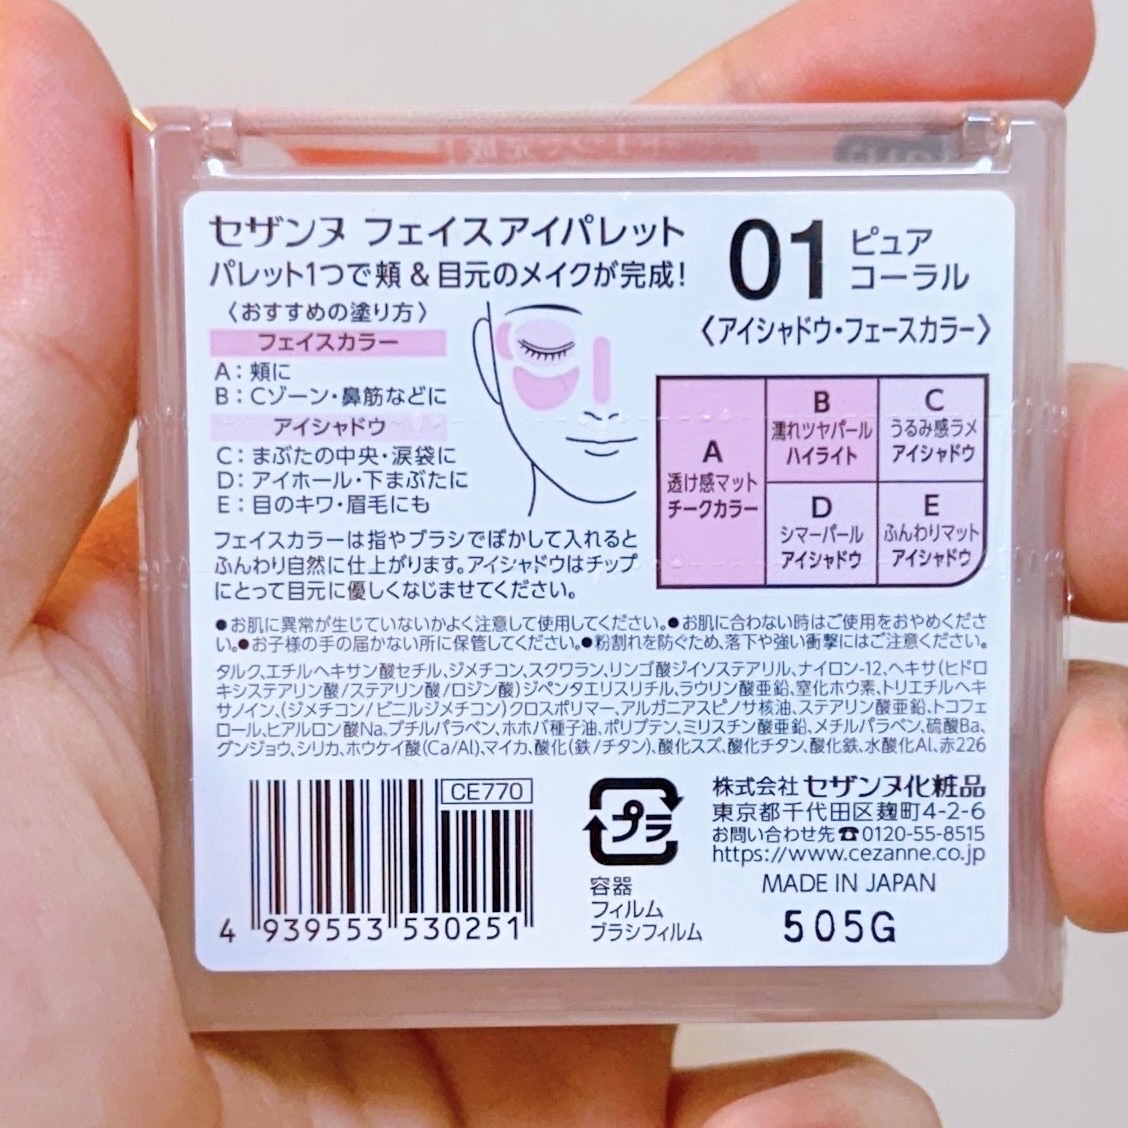 セザンヌ フェイスアイパレット
パレット1つで頬&目元のメイクが完成!
01 ピュア
コーラル
〈アイシャドウ・フェースカラー〉
〈おすすめの塗り方〉
フェイスカラー
A:頬に
B:Cゾーン・鼻筋などに
アイシャドウ
C:まぶたの中央・涙袋に
D:アイホール・下まぶたに
E:目のキワ・眉毛にも
A
透け感マット
チークカラー
B
濡れツヤパール
ハイライト
C
うるみ感ラメ
アイシャドウ
D
シマーパール
アイシャドウ
E
ふんわりマット
アイシャドウ
フェイスカラーは指やブラシでぼかして入れると
ふんわり自然に仕上がります。アイシャドウはチップ
にとって目元に優しくなじませてください。
●お肌に異常が生じていないかよく注意して使用してください。●お肌に合わない時はご使用をおやめくださ
い。●お子様の手の届かない所に保管してください。●粉割れを防ぐため、落下や強い衝撃にはご注意ください。
タルク、エチルヘキサン酸セチル、ジメチコン、スクワラン、リンゴ酸ジイソステアリル、ナイロン-12、ヘキサ(ヒドロ
キシステアリン酸/ステアリン酸/ロジン酸)ジペンタエリスリチル、ラウリン酸亜鉛、窒化ホウ素、トリエチルヘキ
サノイン、(ジメチコン/ビニルジメチコン)クロスポリマー、アルガニアスピノサ核油、ステアリン酸亜鉛、トコフェ
ロール、ヒアルロン酸Na、ブチルパラベン、ホホバ種子油、ポリブテン、ミリスチン酸亜鉛、メチルパラベン、硫酸Ba、
グンジョウ、シリカ、ホウケイ酸(Ca/Al)、マイカ、酸化(鉄/チタン)、酸化スズ、酸化チタン、酸化鉄、水酸化Al、赤226
CE770
4 939553 530251
プラ
容器
フィルム
ブラシフィルム
株式会社 セザンヌ化粧品
東京都千代田区麹町4-2-6
お問い合わせ先☎0120-55-8515
https://www.cezanne.co.jp
MADE IN JAPAN
505G